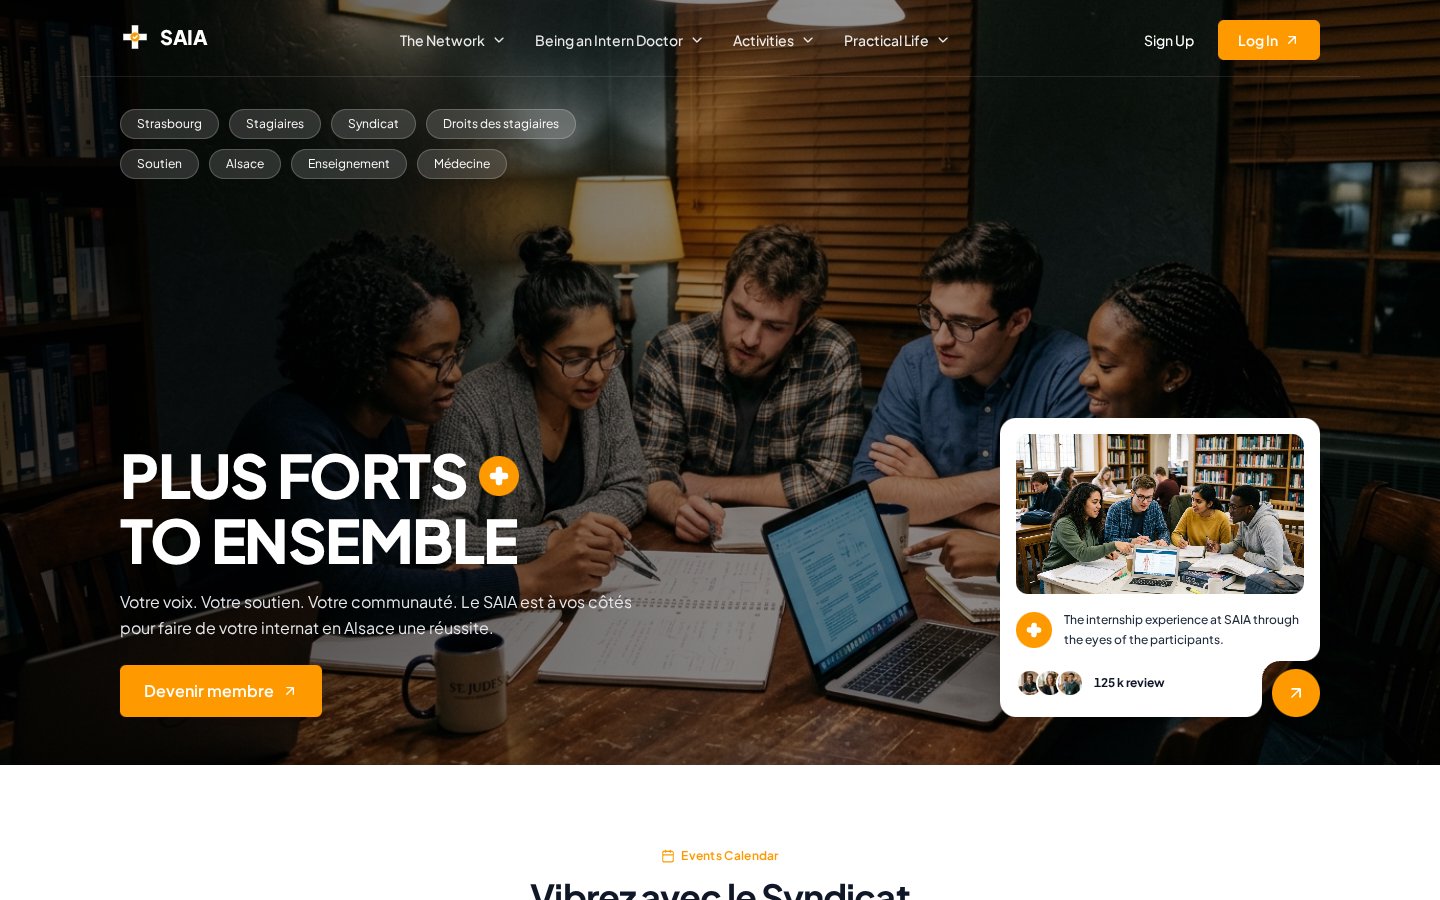 SAIA
The Network
Being an Intern Doctor
Activities
Practical Life
Sign Up
Log In
Strasbourg
Stagiaires
Syndicat
Droits des stagiaires
Soutien
Alsace
Enseignement
Médecine
PLUS FORTS
TO ENSEMBLE
Votre voix. Votre soutien. Votre communauté. Le SAIA est à vos côtés
pour faire de votre internat en Alsace une réussite.
Devenir membre
ST. JUDES
The internship experience at SAIA through
the eyes of the participants.
125 k review
Events Calendar
Vibrez avec le Syndicat